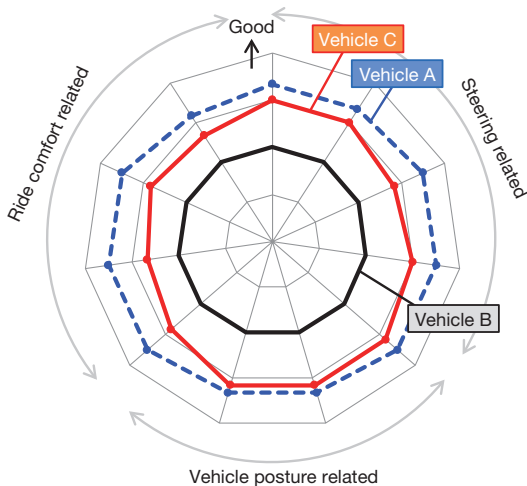 Good
Vehicle C
Vehicle A
Ride comfort related
Steering related
Vehicle B
Vehicle posture related